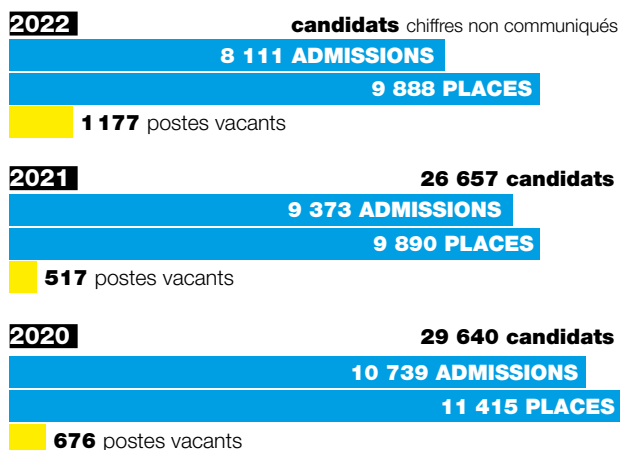 2022 candidats chiffres non communiqués
8 111 ADMISSIONS
9 888 PLACES
1 177 postes vacants
2021 26 657 candidats
9 373 ADMISSIONS
9 890 PLACES
517 postes vacants
2020 29 640 candidats
10 739 ADMISSIONS
11 415 PLACES
676 postes vacants